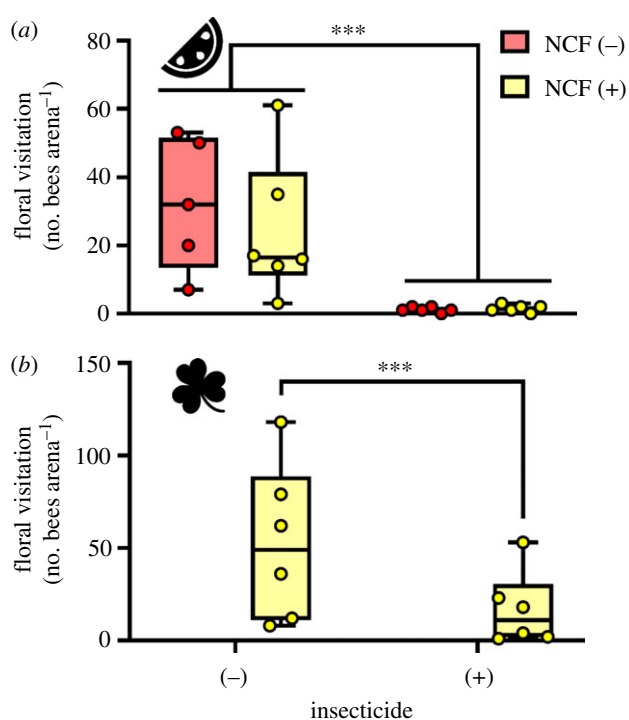 (a)
80
60
40
20
0
floral visitation
(no. bees arena⁻¹)
***
NCF (–)
NCF (+)
(b)
150
100
50
0
floral visitation
(no. bees arena⁻¹)
***
(–)
(+)
insecticide